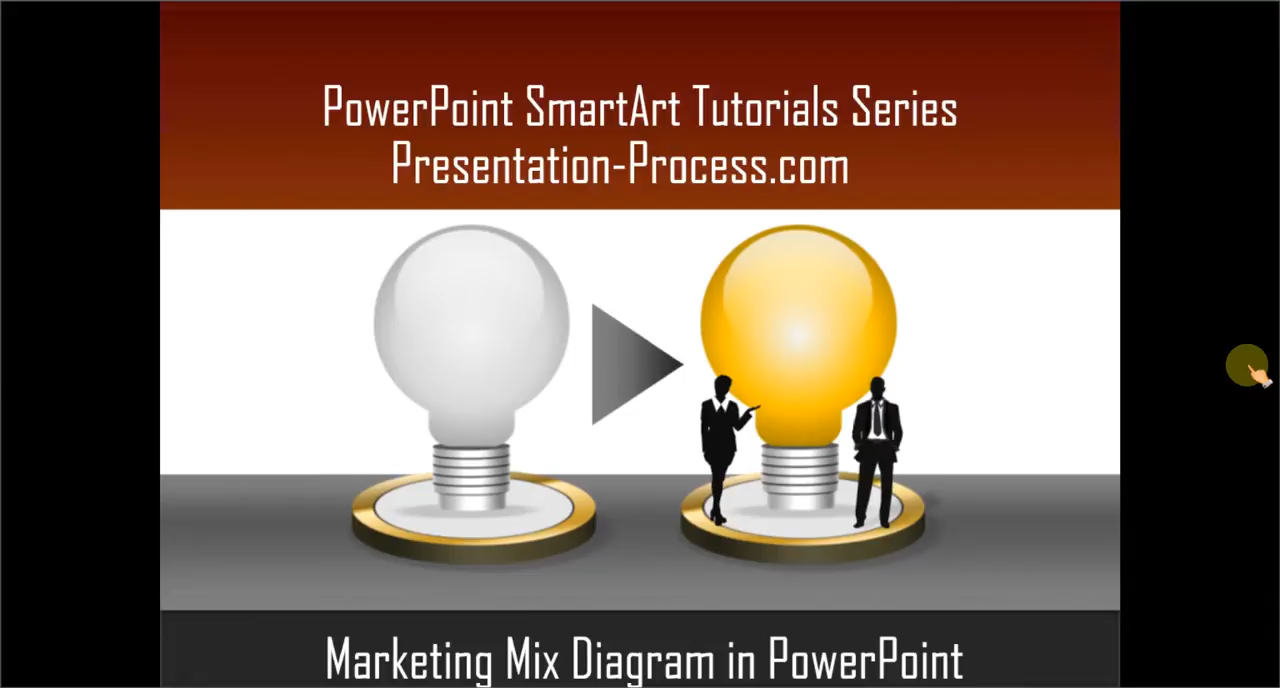 PowerPoint SmartArt Tutorials Series
Presentation-Process.com
Marketing Mix Diagram in PowerPoint